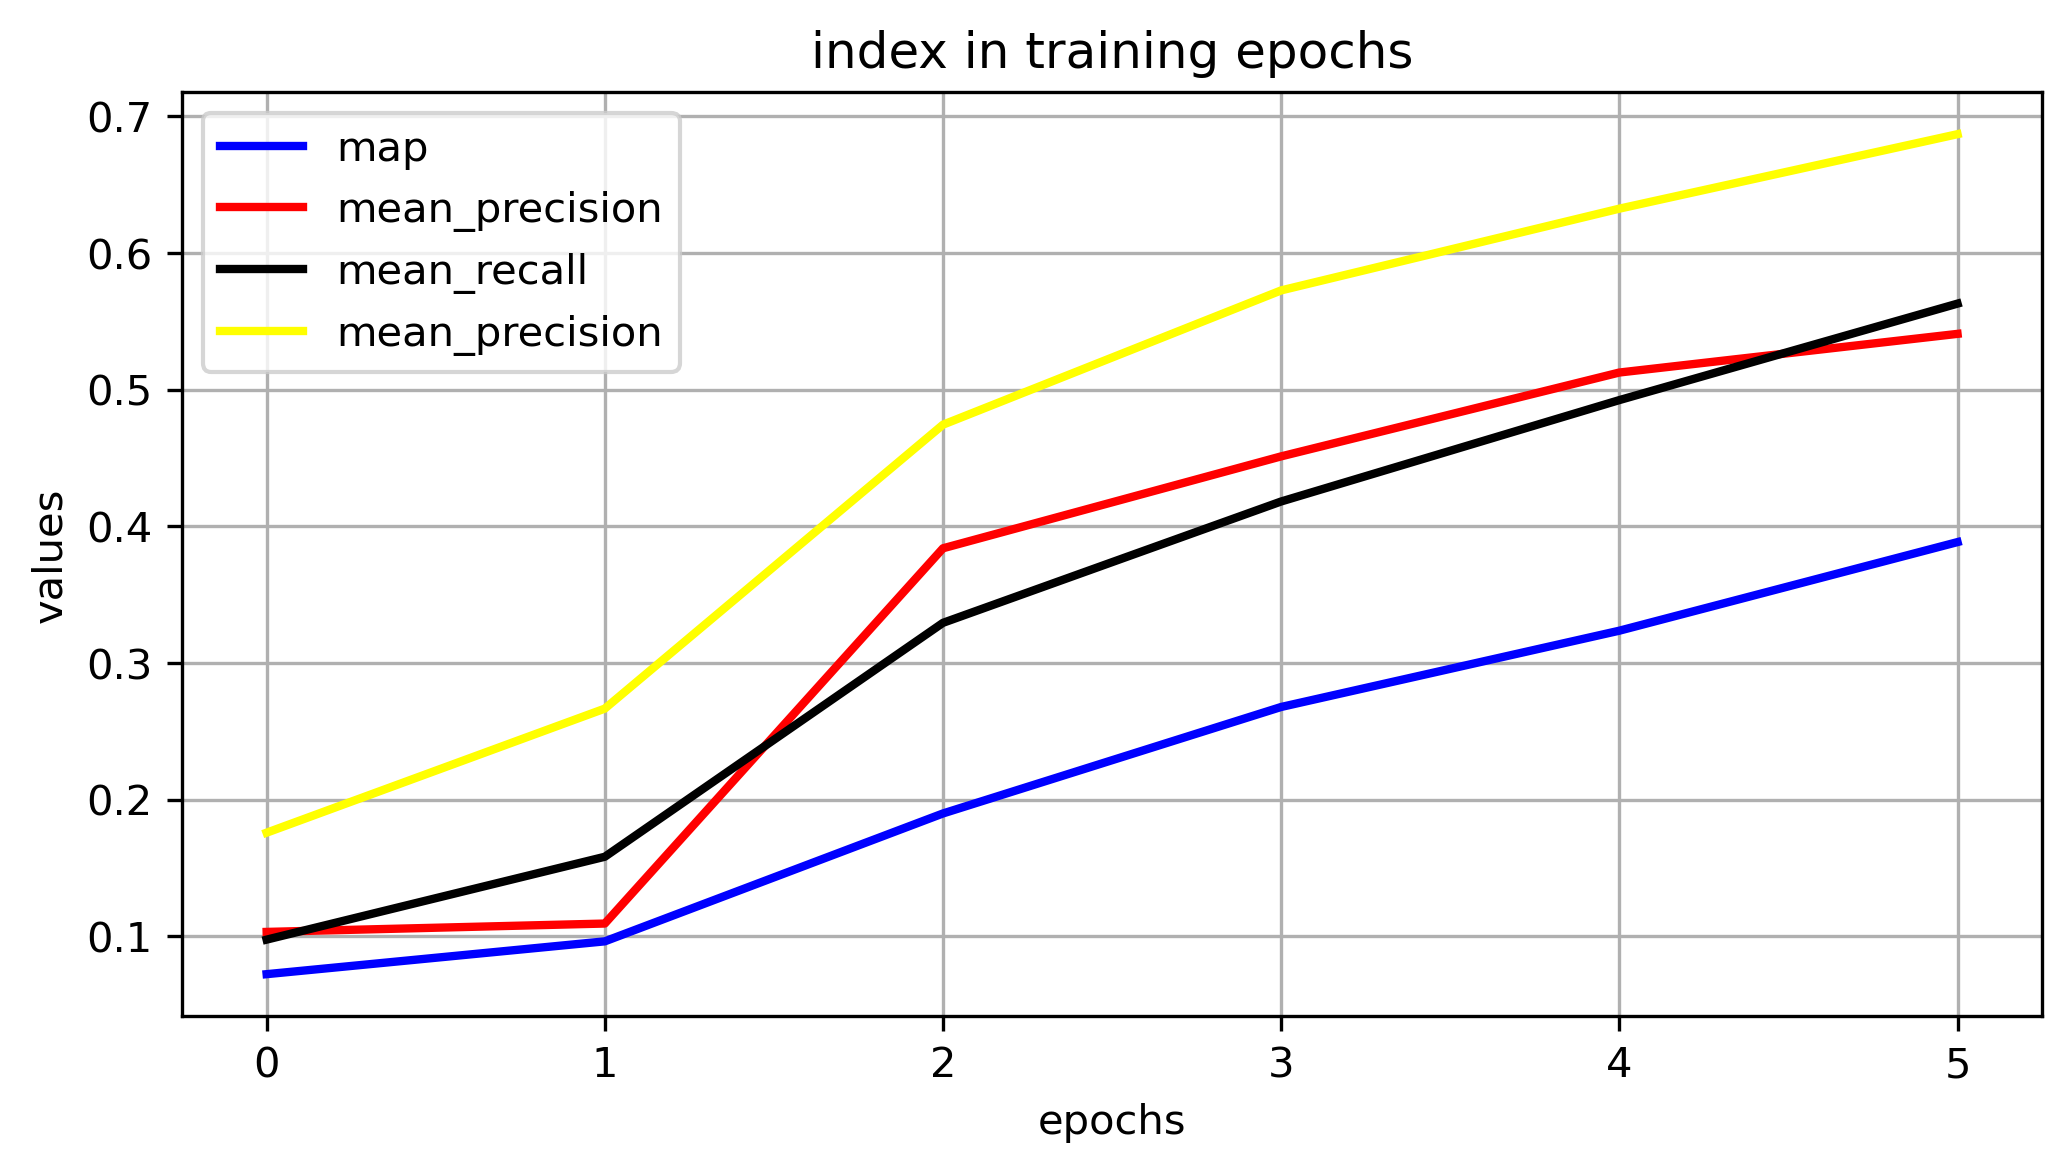 index in training epochs
map
mean_precision
mean_recall
mean_precision
values
0.7
0.6
0.5
0.4
0.3
0.2
0.1
0 1 2 3 4 5
epochs